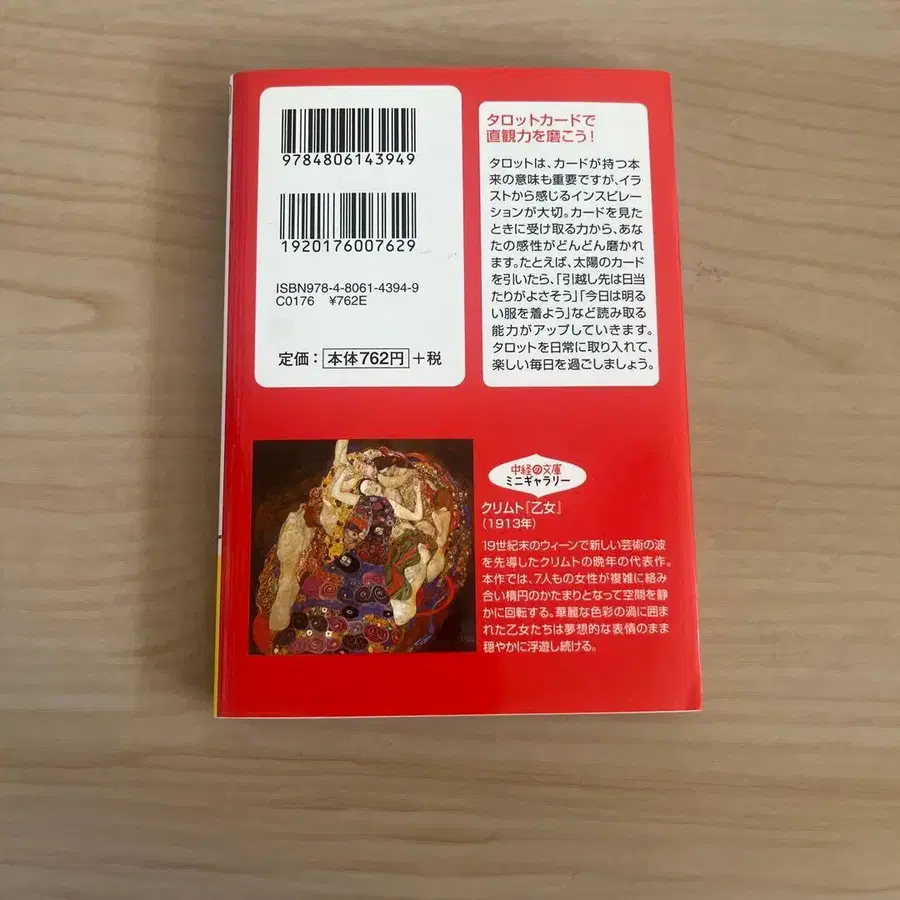 9784806143949
1920176007629
ISBN978-4-8061-4394-9
C0176 ¥762E
定価：本体762円+税
タロットカードで
直観力を磨こう！
タロットは、カードが持つ本
来の意味も重要ですが、イラ
ストから感じるインスピレー
ションが大切。カードを見た
ときに受け取る力から、あな
たの感性がどんどん磨かれ
ます。たとえば、太陽のカード
を引いたら、「引越し先は日当
たりがよさそう」「今日は明る
い服を着よう」など読み取る
能力がアップしていきます。
タロットを日常に取り入れて、
楽しい毎日を過ごしましょう。
中経の文庫
ミニギャラリー
クリムト『乙女』
（1913年）
19世紀末のウィーンで新しい芸術の波
を先導したクリムトの晩年の代表作。
本作では、7人もの女性が複雑に絡み
合い楕円のかたまりとなって空間を静
かに回転する。華麗な色彩の渦に囲ま
れた乙女たちは夢想的な表情のまま
穏やかに浮遊し続ける。